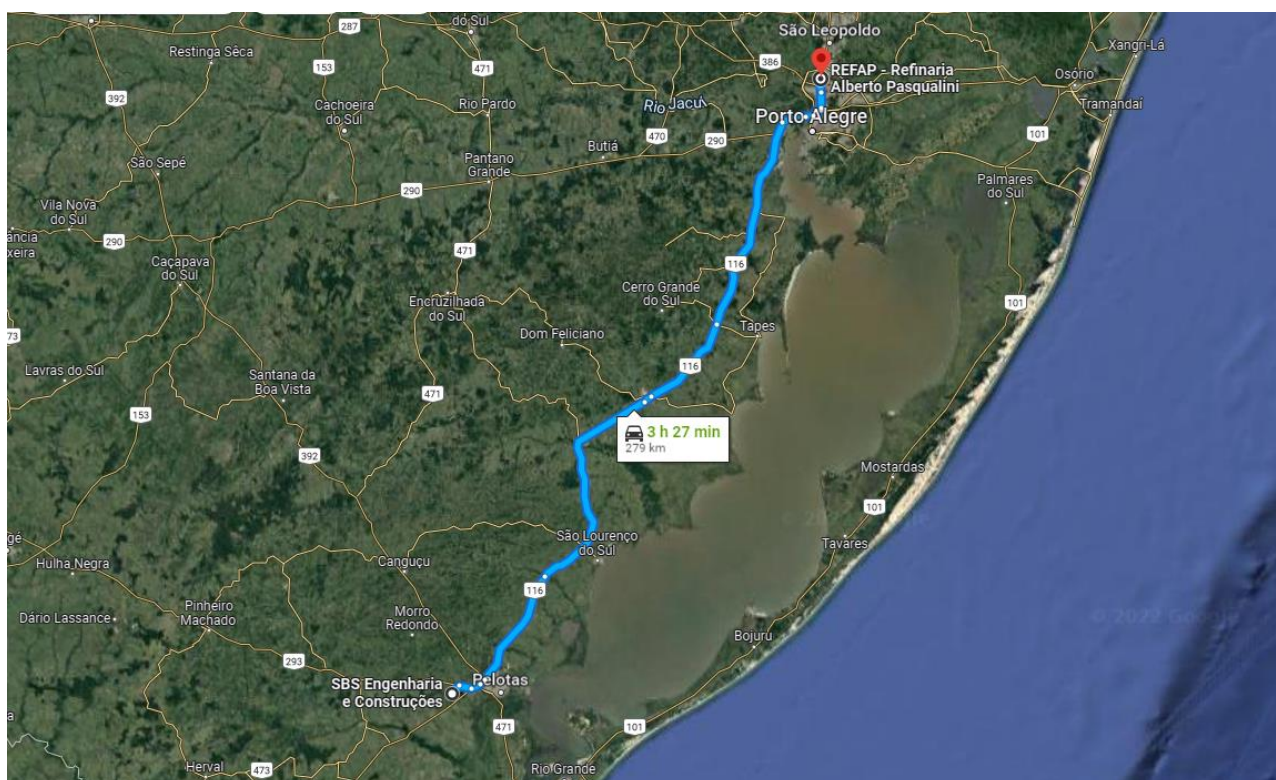 do Sul
287
São Leopoldo
Xangri-Lá
Restinga Sêca
153
471
386
REFAP - Refinaria
Alberto Pasqualini
Osório
392
Cachoeira
do Sul
Rio Pardo
Rio Jacuí
Porto Alegre
Tramandaí
101
470
290
Butiá
São Sepé
Pantano
Grande
Palmares
do Sul
290
Vila Nova
do Sul
290
ância
xeira
471
Caçapava
do Sul
116
Cerro Grande
do Sul
Encruzilhada
do Sul
101
73
Dom Feliciano
Tapes
116
Lavras do Sul
Santana da
Boa Vista
471
153
3 h 27 min
279 km
392
Mostardas
101
São Lourenço
do Sul
Tavares
gé
Hulha Negra
Canguçu
116
Dário Lassance
Pinheiro
Machado
Morro
Redondo
© 2022 Google
Bojuru
293
SBS Engenharia
e Construções
Pelotas
471
101
Herval
473
Rio Grande